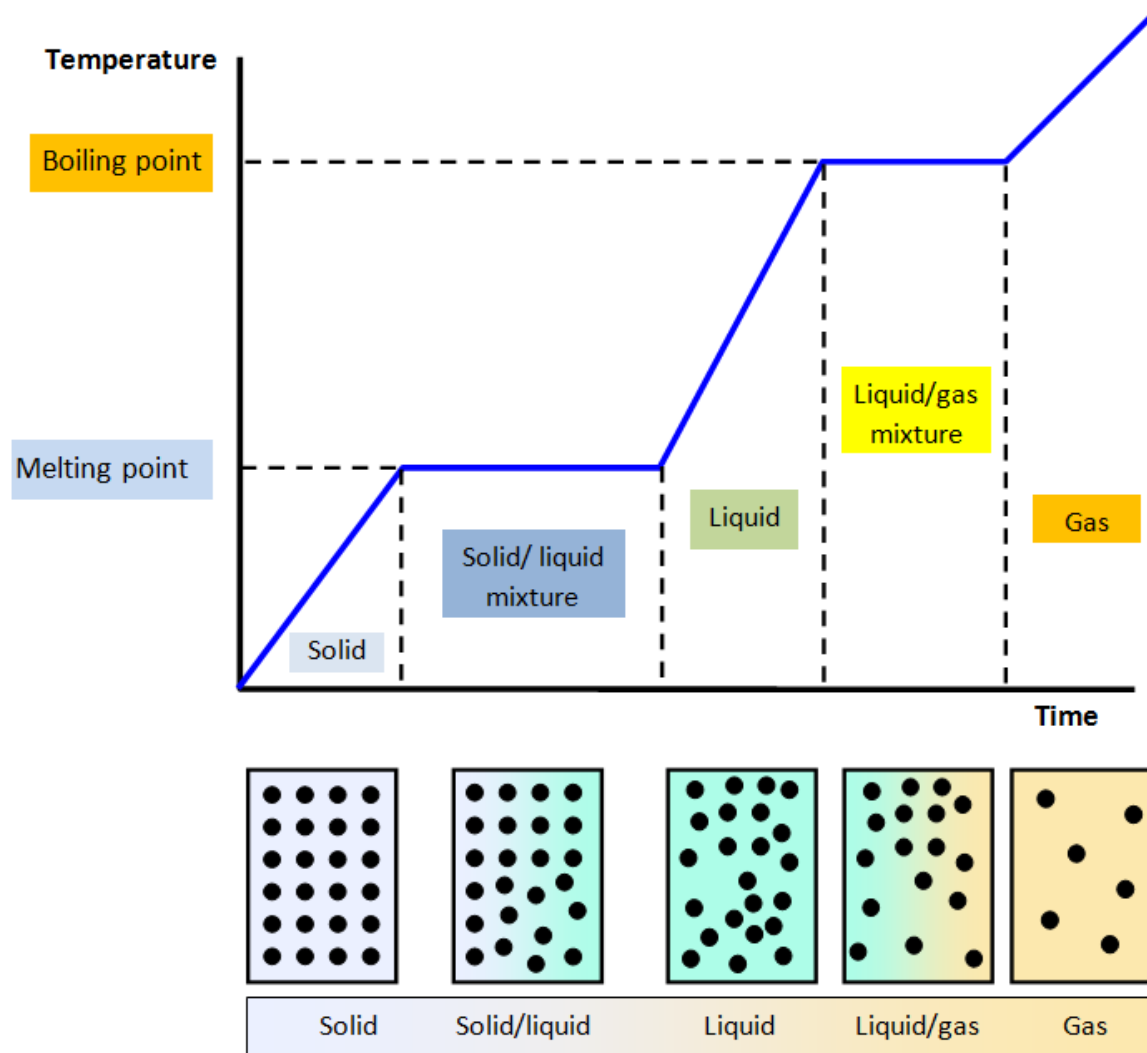 Temperature
Boiling point
Melting point
Liquid/gas
mixture
Liquid
Gas
Solid/ liquid
mixture
Solid
Time
Solid
Solid/liquid
Liquid
Liquid/gas
Gas